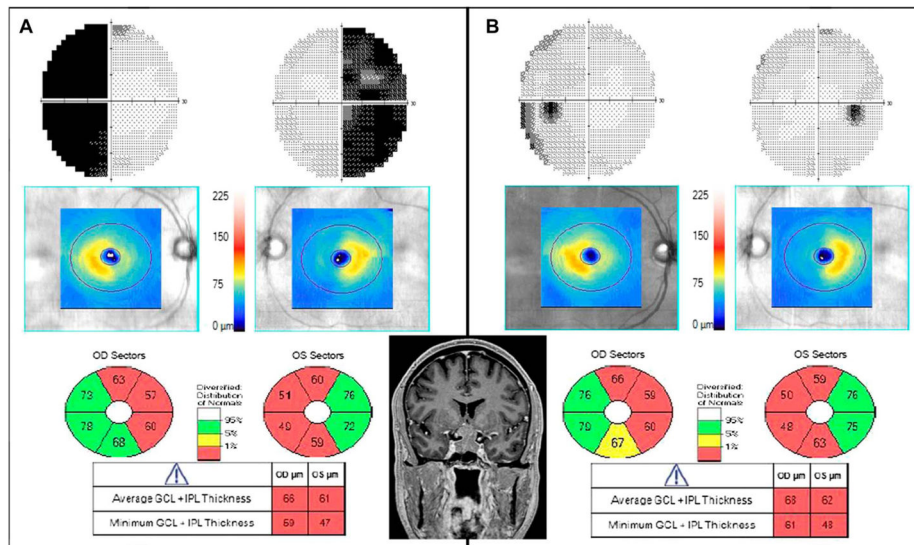 A
30
30
B
30
30
225
150
75
0 µm
225
150
75
0 µm
OD Sectors
OS Sectors
63
73
57
78
60
68
Diversified:
Distribution
of Normals
95%
5%
1%
60
51
76
49
72
59
OD µm
OS µm
Average GCL + IPL Thickness
66
61
Minimum GCL + IPL Thickness
59
47
OD Sectors
OS Sectors
66
76
59
79
60
67
Diversified:
Distribution
of Normals
95%
5%
1%
59
50
76
48
75
63
OD µm
OS µm
Average GCL + IPL Thickness
68
62
Minimum GCL + IPL Thickness
61
48